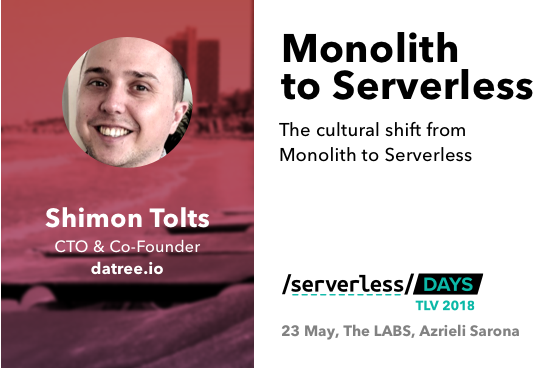 Monolith
to Serverless
The cultural shift from
Monolith to Serverless
Shimon Tolts
CTO & Co-Founder
datree.io
/serverless/DAYS
TLV 2018
23 May, The LABS, Azrieli Sarona